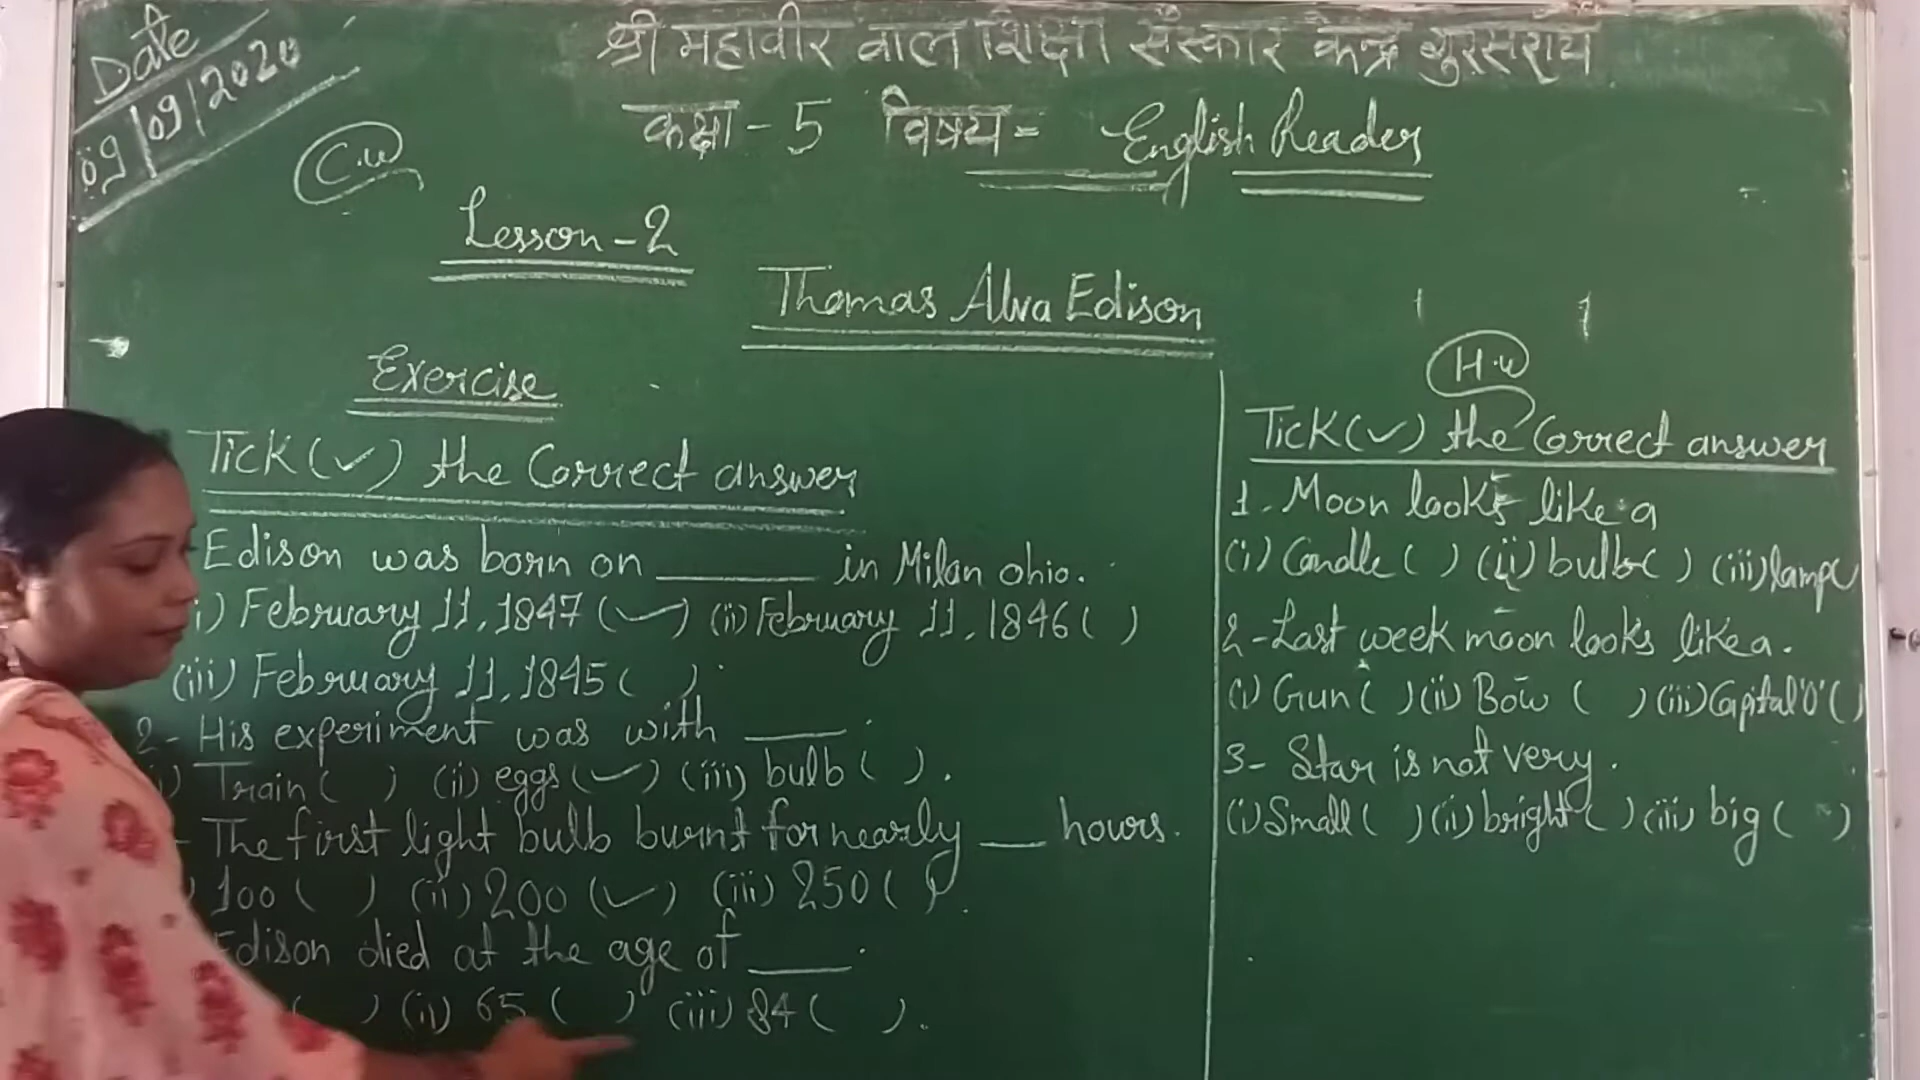 Date
09/09/2020
श्री महावीर बाल शिक्षा संस्कार केन्द्र गुरसराय
कक्षा - 5 विषय = English Reader
C.W
Lesson - 2
Thomas Alva Edison
Exercise
Tick (✓) the Correct answer
Edison was born on ______ in Milan ohio.
i) February 11, 1847 (✓) (ii) February 11, 1846 ( )
(iii) February 11, 1845 ( ).
2- His experiment was with ____.
i) Train ( ) (ii) eggs (✓) (iii) bulb ( ).
- The first light bulb burnt for nearly ___ hours.
) 100 ( ) (ii) 200 (✓) (iii) 250 ( ).
Edison died at the age of ____.
( ) (ii) 65 ( ) (iii) 84 ( ).
H.W
Tick (✓) the Correct answer
1. Moon looks like a
(i) Candle ( ) (ii) bulb ( ) (iii) lamp (
2- Last week moon looks like a.
(i) Gun ( ) (ii) Bow ( ) (iii) Capital 'O' ( )
3- Star is not very.
(i) Small ( ) (ii) bright ( ) (iii) big ( )